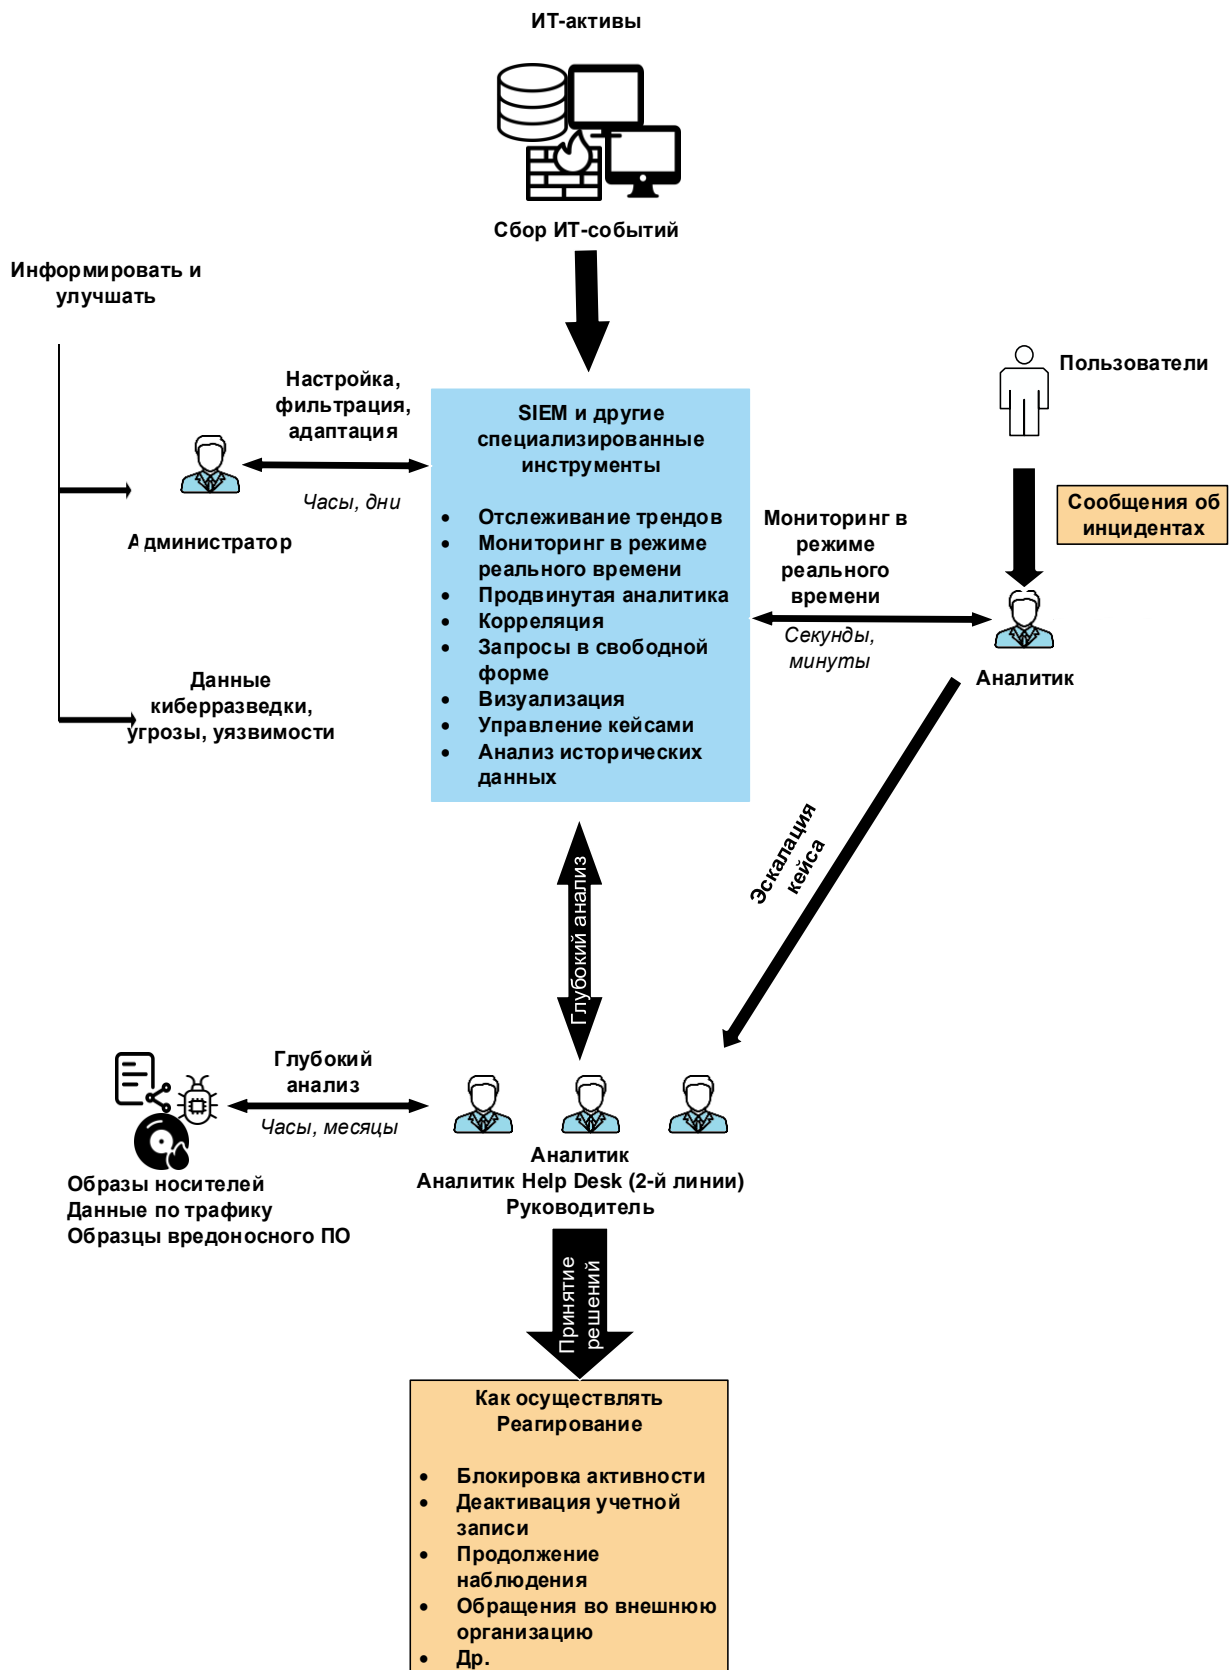 ИТ-активы
Сбор ИТ-событий
Информировать и
улучшать
Настройка,
фильтрация,
адаптация
Часы, дни
Администратор
Данные
киберразведки,
угрозы, уязвимости
SIEM и другие
специализированные
инструменты
• Отслеживание трендов
• Мониторинг в режиме
реального времени
• Продвинутая аналитика
• Корреляция
• Запросы в свободной
форме
• Визуализация
• Управление кейсами
• Анализ исторических
данных
Пользователи
Сообщения об
инцидентах
Мониторинг в
режиме
реального
времени
Секунды,
минуты
Аналитик
Эскалация
кейса
Глубокий анализ
Глубокий
анализ
Часы, месяцы
Образы носителей
Данные по трафику
Образцы вредоносного ПО
Аналитик
Аналитик Help Desk (2-й линии)
Руководитель
Принятие
решений
Как осуществлять
Реагирование
• Блокировка активности
• Деактивация учетной
записи
• Продолжение
наблюдения
• Обращения во внешнюю
организацию
• Др.